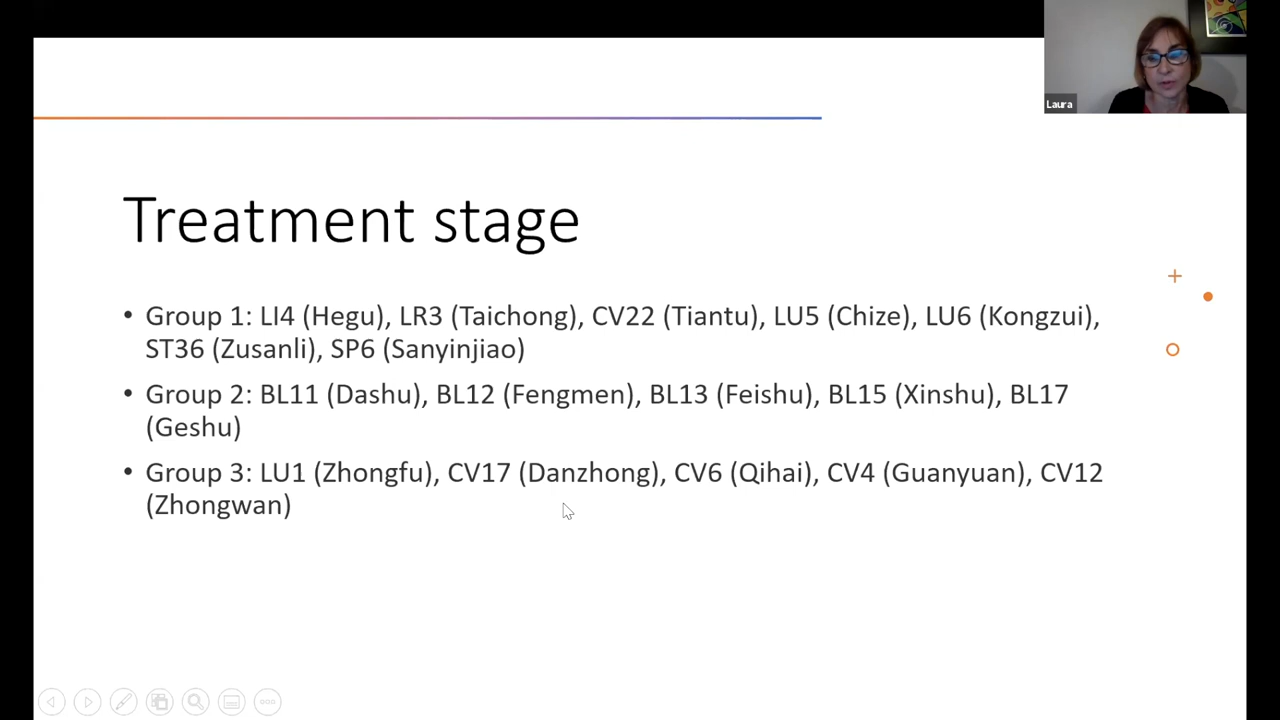 Laura
Treatment stage
• Group 1: LI4 (Hegu), LR3 (Taichong), CV22 (Tiantu), LU5 (Chize), LU6 (Kongzui),
ST36 (Zusanli), SP6 (Sanyinjiao)
• Group 2: BL11 (Dashu), BL12 (Fengmen), BL13 (Feishu), BL15 (Xinshu), BL17
(Geshu)
• Group 3: LU1 (Zhongfu), CV17 (Danzhong), CV6 (Qihai), CV4 (Guanyuan), CV12
(Zhongwan)